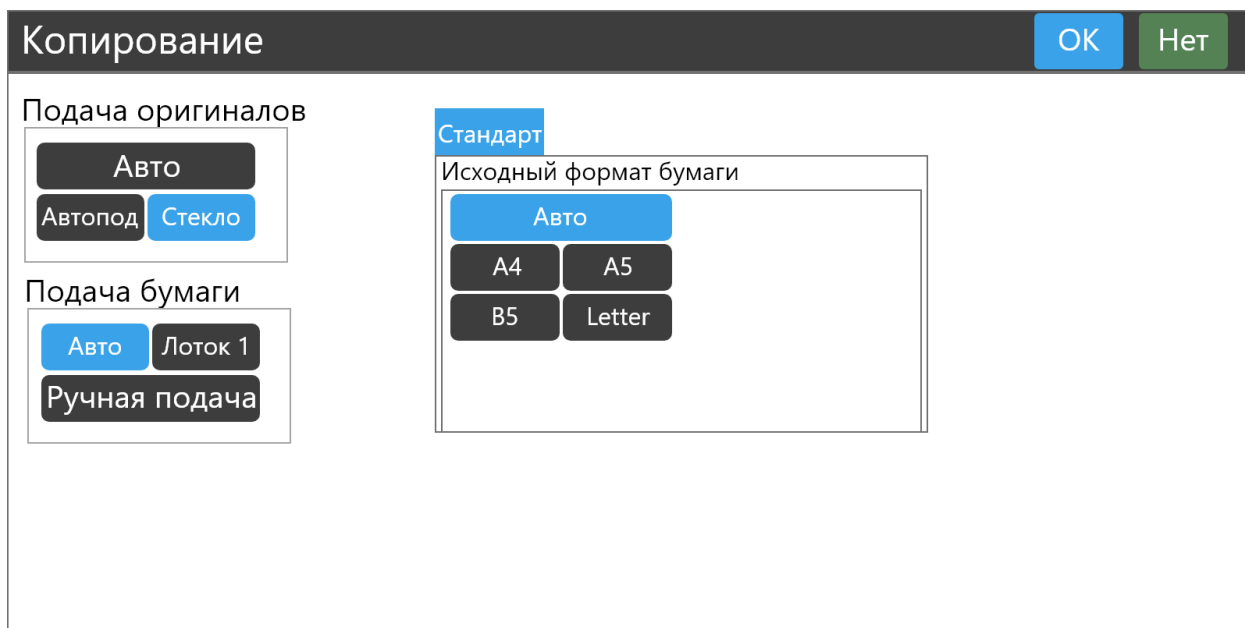 Копирование
OK
Нет
Подача оригиналов
Авто
Автопод
Стекло
Подача бумаги
Авто
Лоток 1
Ручная подача
Стандарт
Исходный формат бумаги
Авто
A4
A5
B5
Letter